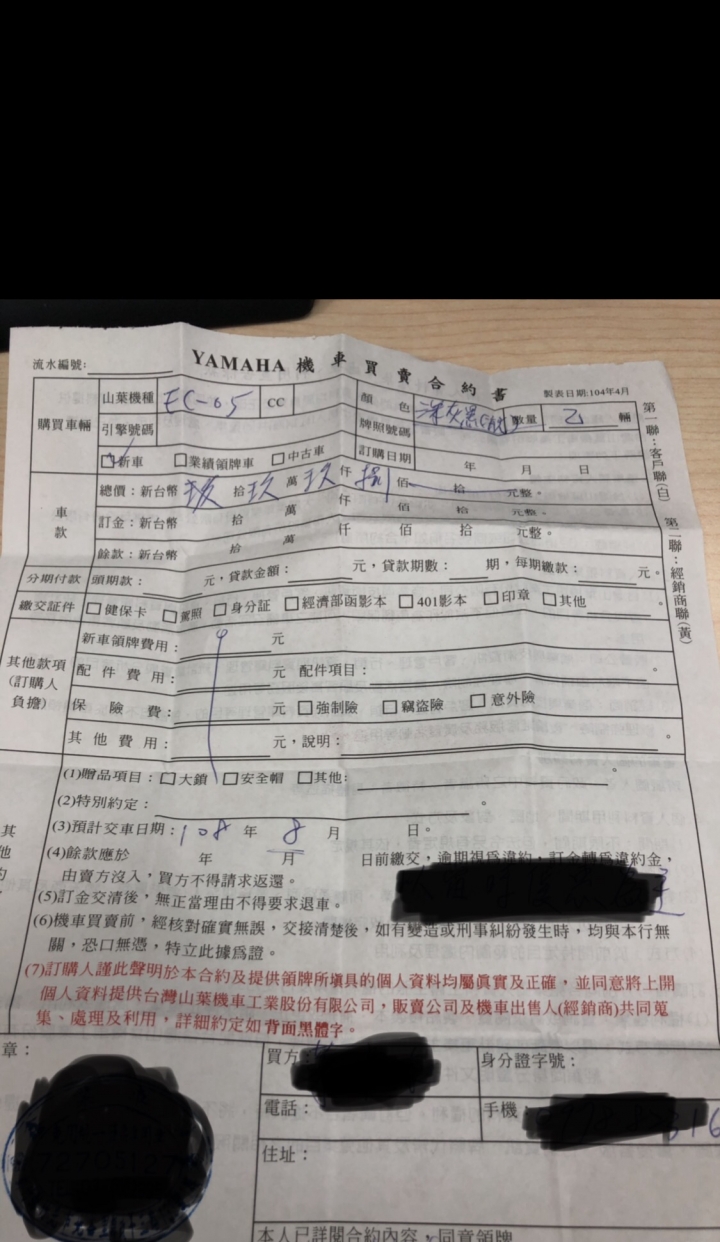 流水編號:
YAMAHA 機車買賣合約書
製表日期:104年4月
第一聯：客戶聯(白) 第二聯：經銷商聯(黃)
購買車輛
山葉機種 EC-05 CC 顏色 深灰黑 數量 乙 輛
引擎號碼 牌照號碼
☑新車 □業績領牌車 □中古車 訂購日期 年 月 日
車款
總價：新台幣 拾玖萬玖仟捌佰 拾 元整。
訂金：新台幣 拾 萬 仟 佰 拾 元整。
餘款：新台幣 拾 萬
分期付款 頭期款： 元，貸款金額： 元，貸款期數： 期，每期繳款： 元。
繳交証件 □健保卡 □駕照 □身分証 □經濟部函影本 □401影本 □印章 □其他 。
其他款項(訂購人負擔)
新車領牌費用： 元
配件費用： 元 配件項目： 。
保險費： 元 □強制險 □竊盜險 □意外險
其他費用： 元，說明： 。
(1)贈品項目：□大鎖 □安全帽 □其他: 。
(2)特別約定： 。
(3)預計交車日期：108 年 8 月 日。
(4)餘款應於 年 月 日前繳交，逾期視為違約，訂金轉為違約金，
由賣方沒入，買方不得請求返還。
(5)訂金交清後，無正當理由不得要求退車。
(6)機車買賣前，經核對確實無誤，交接清楚後，如有變造或刑事糾紛發生時，均與本行無
關，恐口無憑，特立此據為證。
(7)訂購人謹此聲明於本合約及提供領牌所填具的個人資料均屬真實及正確，並同意將上開
個人資料提供台灣山葉機車工業股份有限公司，販賣公司及機車出售人(經銷商)共同蒐
集、處理及利用，詳細約定如背面黑體字。
章：
買方
身分證字號：
電話：
手機：
住址：
本人已詳閱合約內容，同意領牌